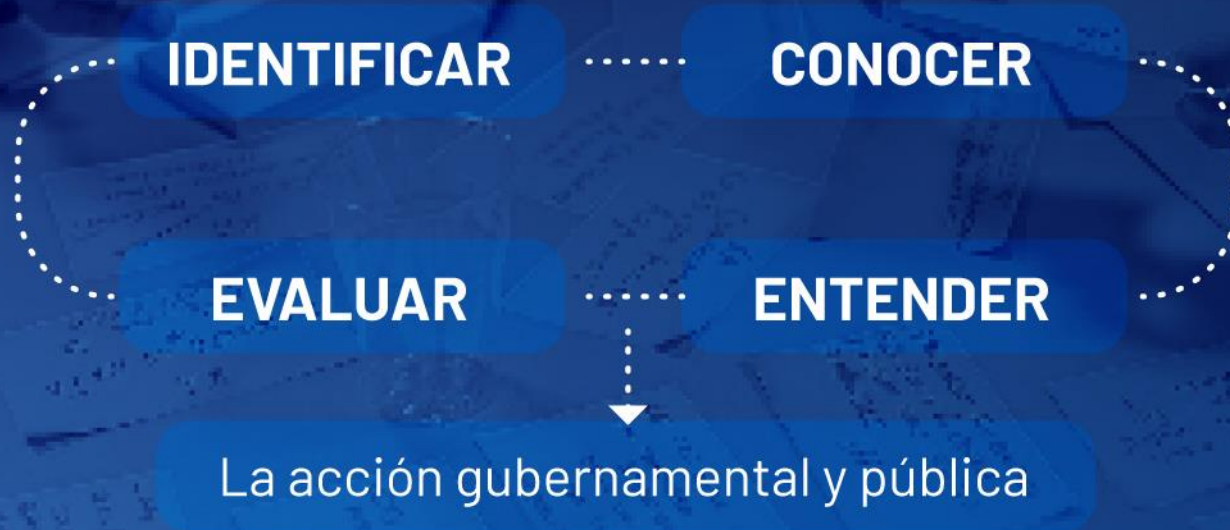 IDENTIFICAR
CONOCER
EVALUAR
ENTENDER
La acción gubernamental y pública